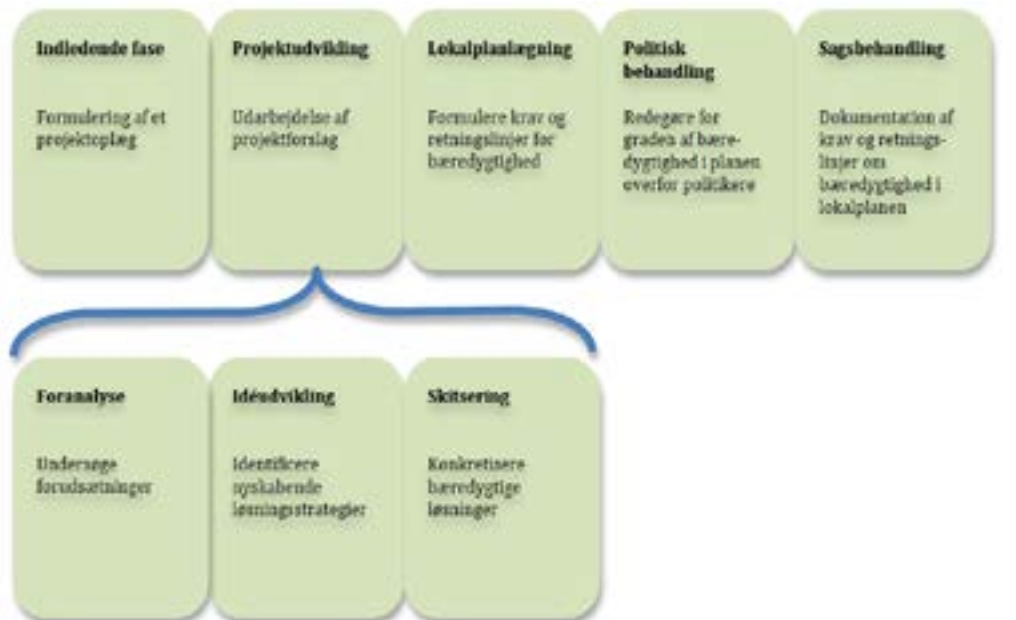 Indledende fase
Formulering af et
projektoplæg
Projektudvikling
Udarbejdelse af
projektforslag
Lokalplanlægning
Formulere krav og
retningslinjer for
bæredygtighed
Politisk
behandling
Redegøre for
graden af bære-
dygtighed i planen
overfor politikere
Sagsbehandling
Dokumentation af
krav og retnings-
linjer om
bæredygtighed i
lokalplanen
Foranalyse
Undersøge
forudsætninger
Idéudvikling
Identificere
nyskabende
løsningsstrategier
Skitsering
Konkretisere
bæredygtige
løsninger